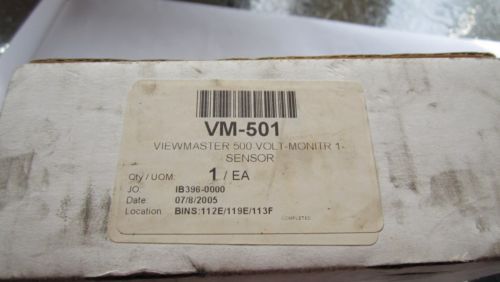 VM-501
VIEWMASTER 500 VOLT-MONITR 1-
SENSOR
Qty / UOM: 1 / EA
JO: IB396-0000
Date: 07/8/2005
Location: BINS:112E/119E/113F
COMPLETED